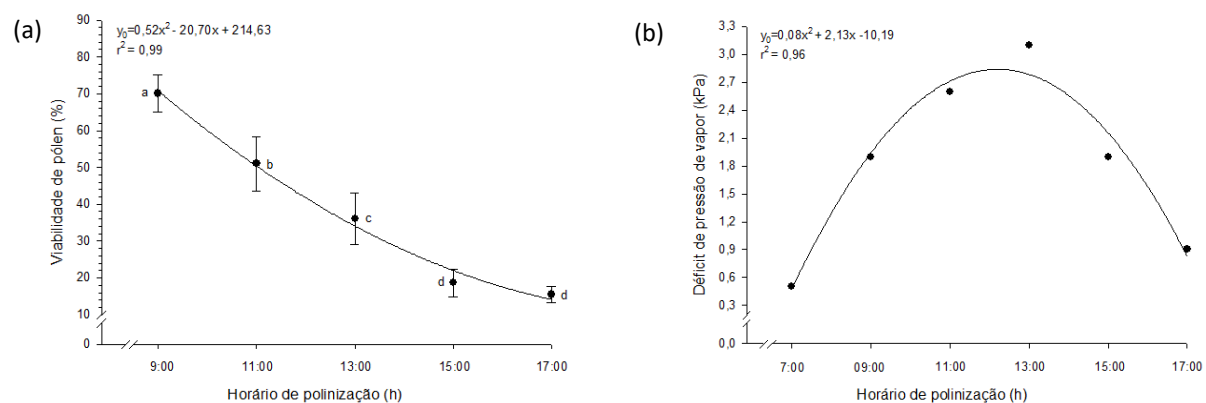 (a)
y₀=0,52x² - 20,70x + 214,63
r² = 0,99
Viabilidade de pólen (%)
90
80
70
60
50
40
30
20
10
0
a
b
c
d
d
9:00 11:00 13:00 15:00 17:00
Horário de polinização (h)
(b)
y₀=0,08x² + 2,13x -10,19
r² = 0,96
Déficit de pressão de vapor (kPa)
3,3
3,0
2,7
2,4
2,1
1,8
1,5
1,2
0,9
0,6
0,3
0,0
7:00 09:00 11:00 13:00 15:00 17:00
Horário de polinização (h)